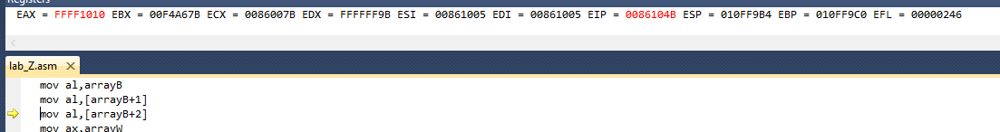 EAX = FFFF1010 EBX = 00F4A67B ECX = 0086007B EDX = FFFFFF9B ESI = 00861005 EDI = 00861005 EIP = 0086104B ESP = 010FF9B4 EBP = 010FF9C0 EFL = 00000246
lab_Z.asm
mov al,arrayB
mov al,[arrayB+1]
mov al,[arrayB+2]
mov ax,arrayW